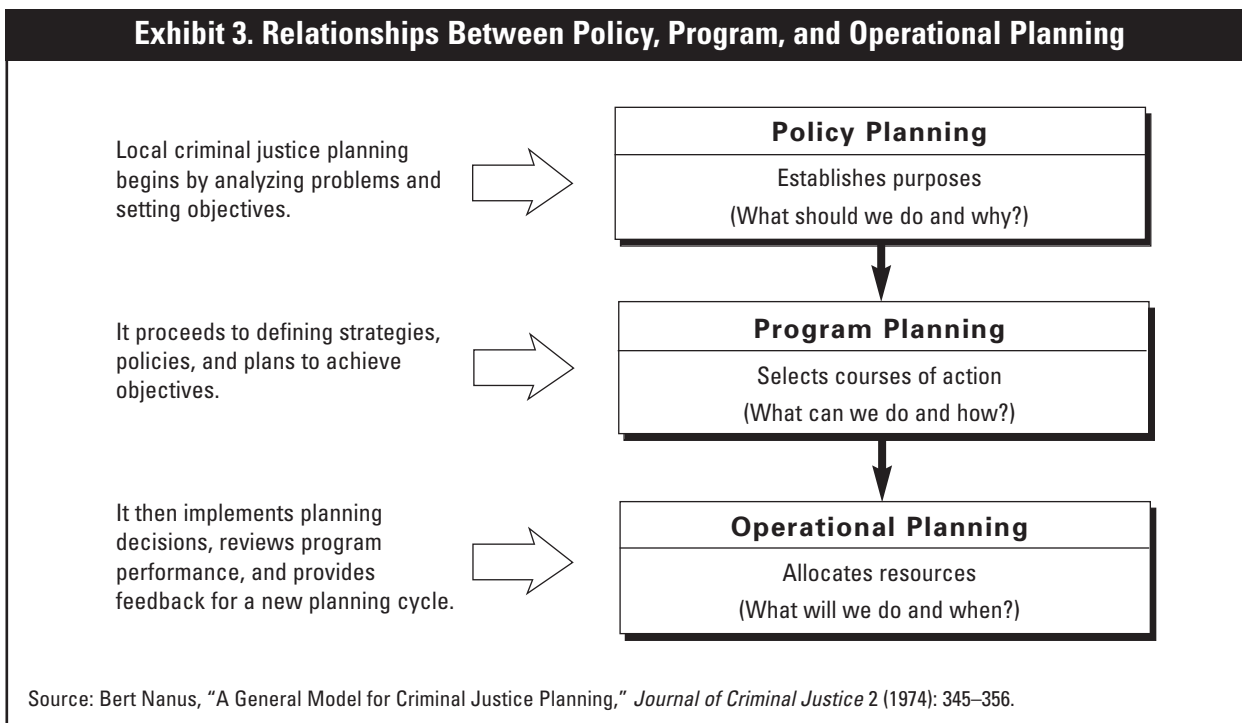 Exhibit 3. Relationships Between Policy, Program, and Operational Planning
Local criminal justice planning
begins by analyzing problems and
setting objectives.
Policy Planning
Establishes purposes
(What should we do and why?)
It proceeds to defining strategies,
policies, and plans to achieve
objectives.
Program Planning
Selects courses of action
(What can we do and how?)
It then implements planning
decisions, reviews program
performance, and provides
feedback for a new planning cycle.
Operational Planning
Allocates resources
(What will we do and when?)
Source: Bert Nanus, “A General Model for Criminal Justice Planning,” Journal of Criminal Justice 2 (1974): 345–356.